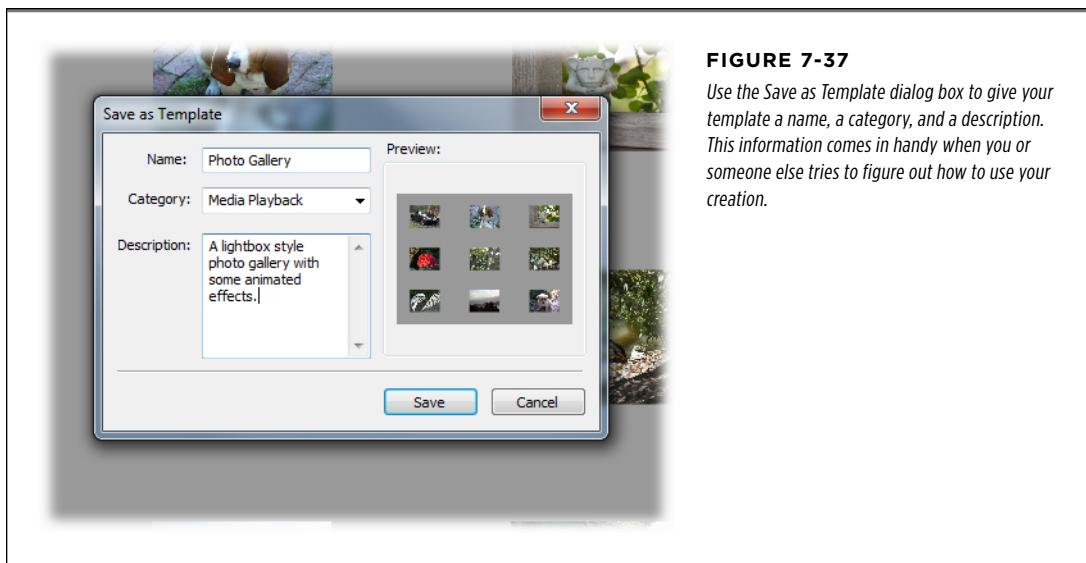 Save as Template
Name:
Photo Gallery
Category:
Media Playback
Description:
A lightbox style
photo gallery with
some animated
effects.
Preview:
Save
Cancel
FIGURE 7-37
Use the Save as Template dialog box to give your
template a name, a category, and a description.
This information comes in handy when you or
someone else tries to figure out how to use your
creation.